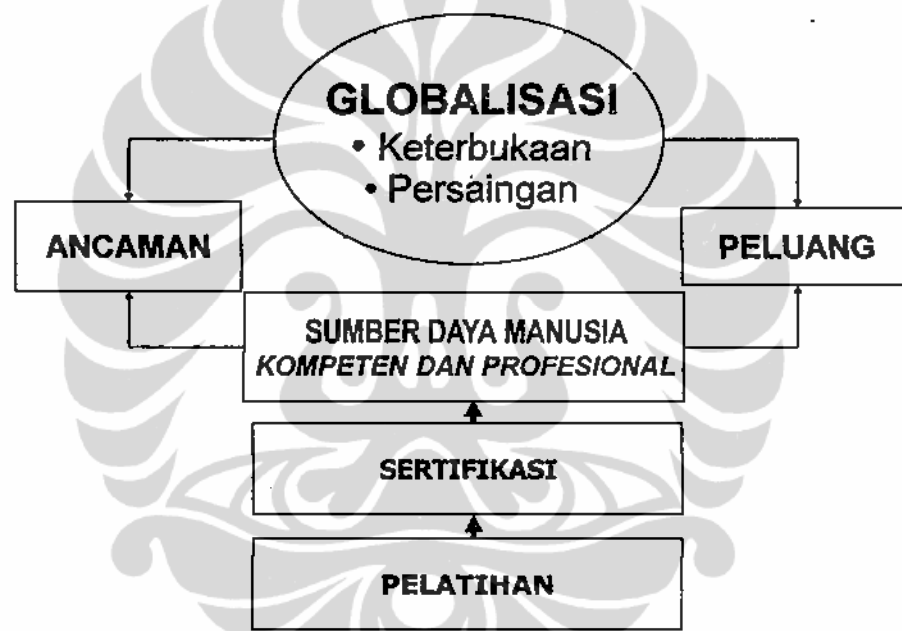 GLOBALISASI
• Keterbukaan
• Persaingan
ANCAMAN
PELUANG
SUMBER DAYA MANUSIA
KOMPETEN DAN PROFESIONAL
SERTIFIKASI
PELATIHAN